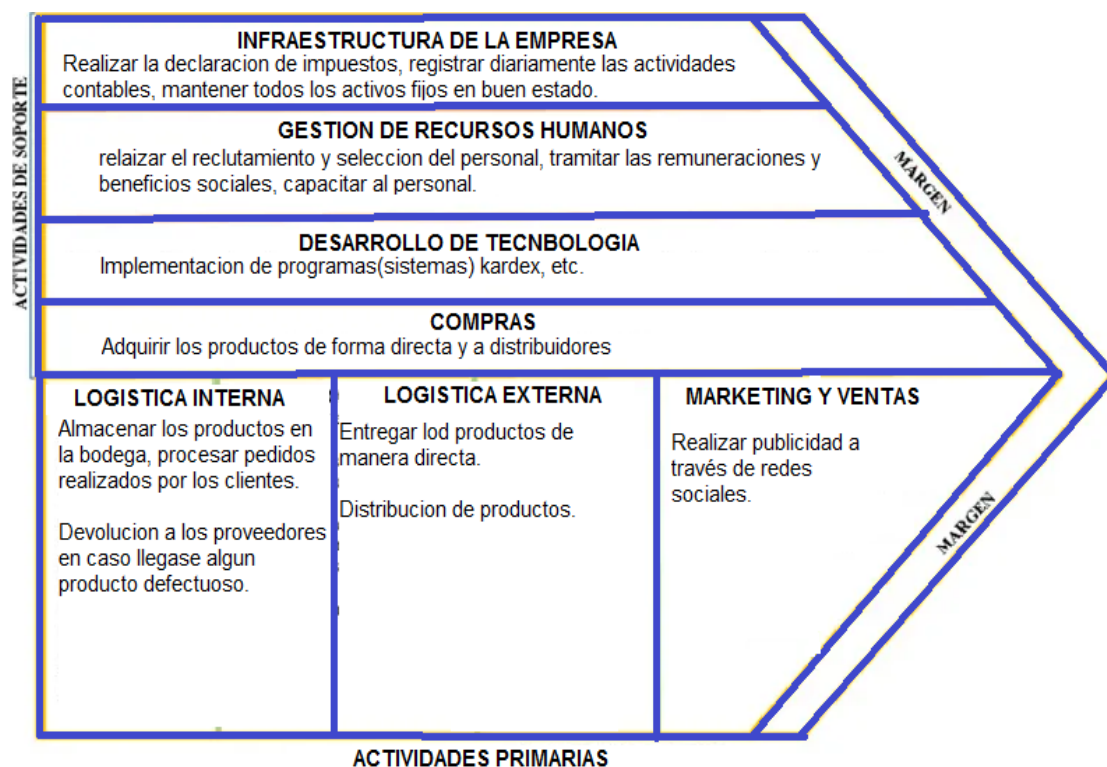 INFRAESTRUCTURA DE LA EMPRESA
Realizar la declaracion de impuestos, registrar diariamente las actividades
contables, mantener todos los activos fijos en buen estado.
GESTION DE RECURSOS HUMANOS
relaizar el reclutamiento y seleccion del personal, tramitar las remuneraciones y
beneficios sociales, capacitar al personal.
DESARROLLO DE TECNBOLOGIA
Implementacion de programas(sistemas) kardex, etc.
COMPRAS
Adquirir los productos de forma directa y a distribuidores
ACTIVIDADES DE SOPORTE
MARGEN
LOGISTICA INTERNA
Almacenar los productos en
la bodega, procesar pedidos
realizados por los clientes.
Devolucion a los proveedores
en caso llegase algun
producto defectuoso.
LOGISTICA EXTERNA
Entregar lod productos de
manera directa.
Distribucion de productos.
MARKETING Y VENTAS
Realizar publicidad a
través de redes
sociales.
MARGEN
ACTIVIDADES PRIMARIAS